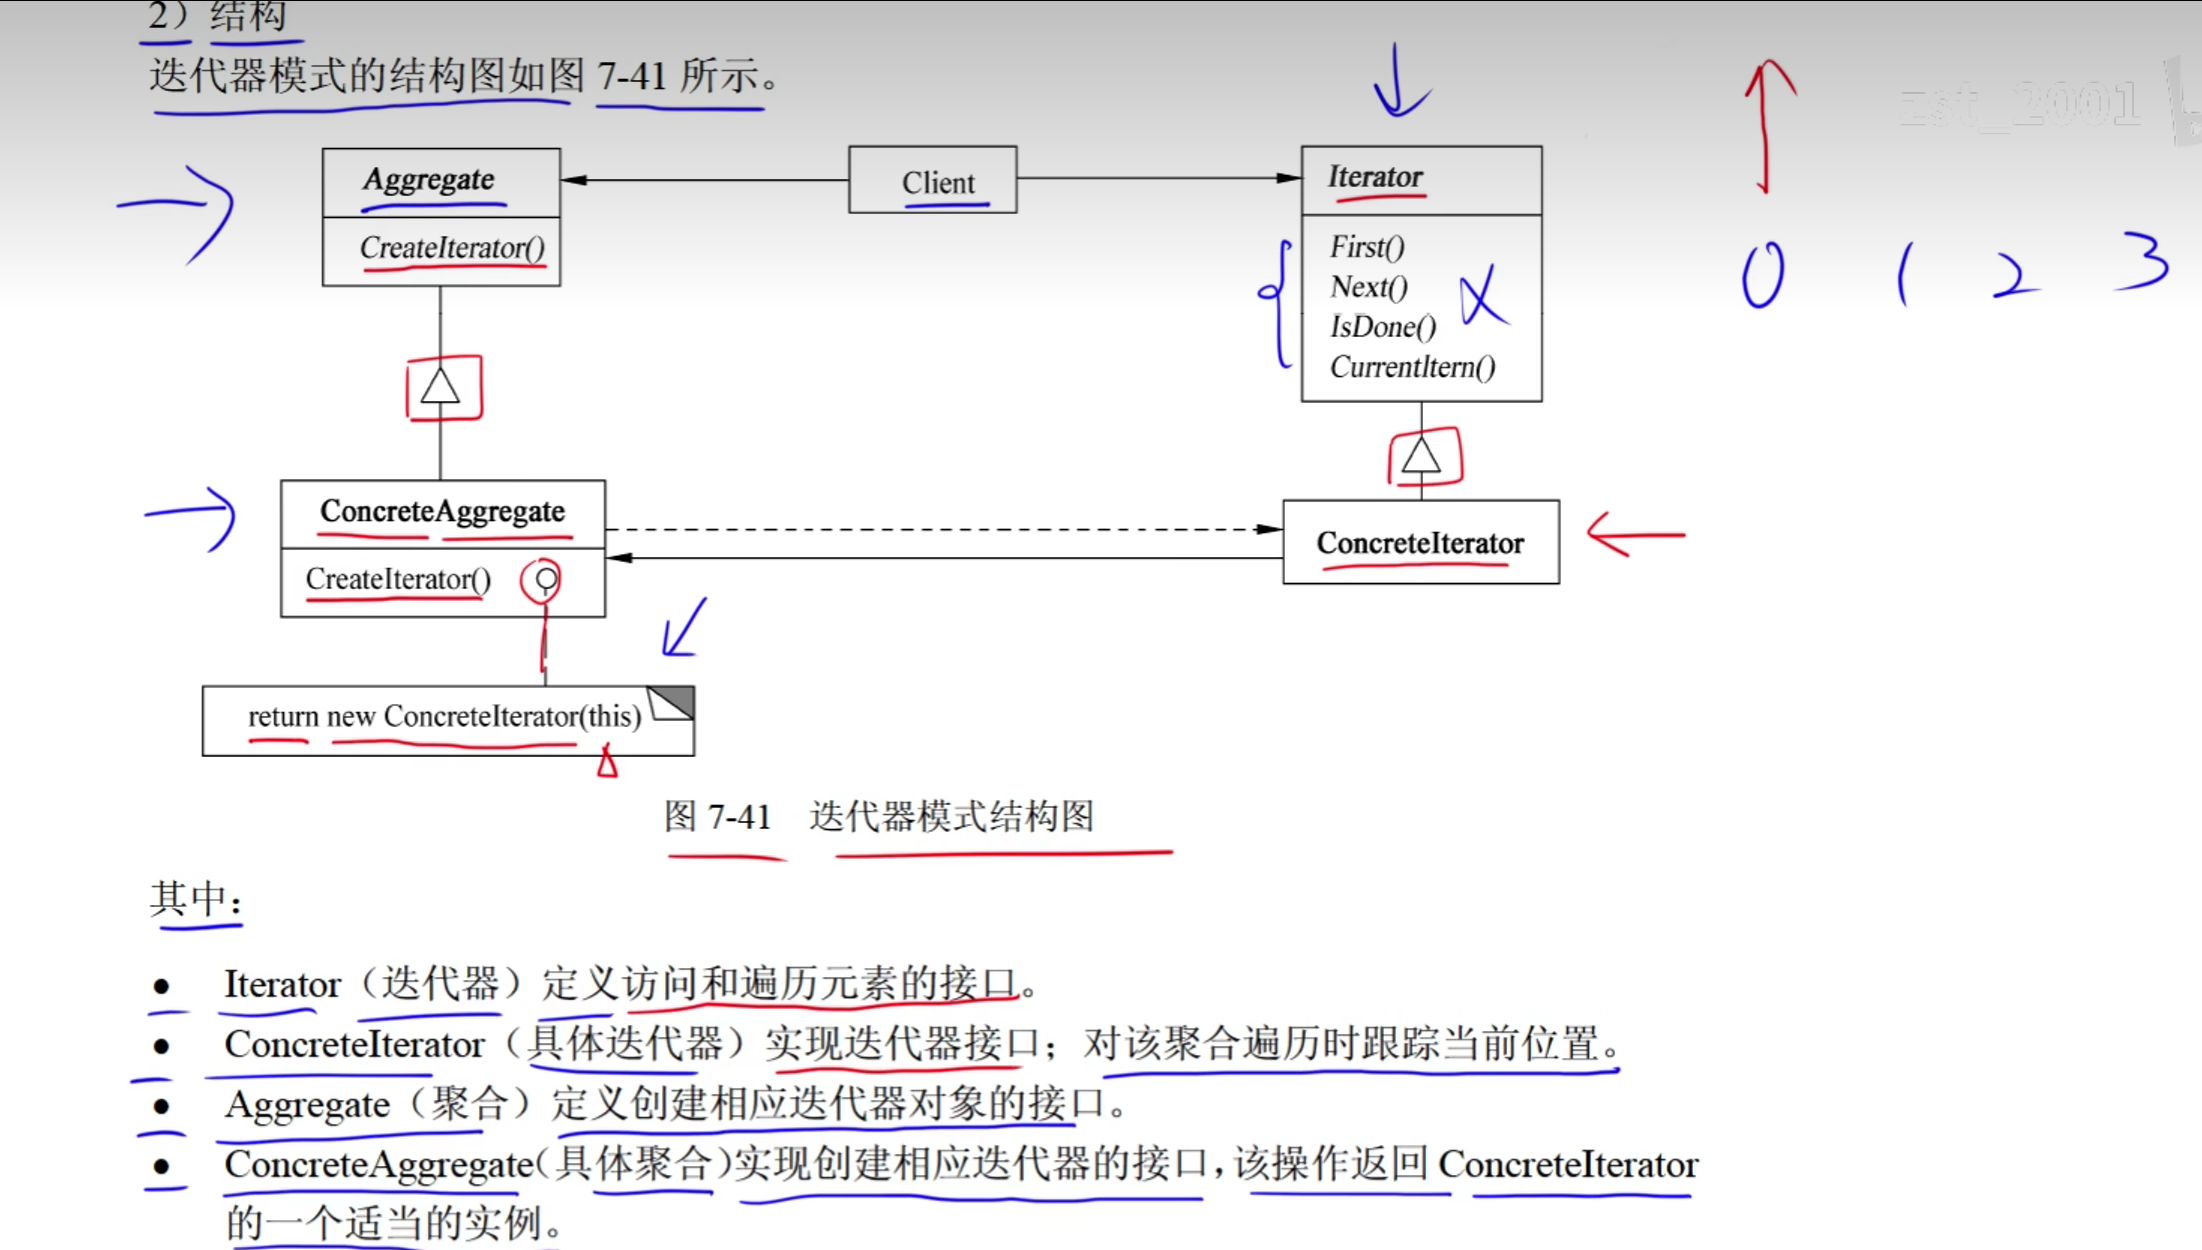 2）结构
迭代器模式的结构图如图 7-41 所示。
zst_2001
Aggregate
CreateIterator()
Client
Iterator
First()
Next()
IsDone()
CurrentItern()
0 1 2 3
ConcreteAggregate
CreateIterator()
ConcreteIterator
return new ConcreteIterator(this)
图 7-41 迭代器模式结构图
其中：
● Iterator（迭代器）定义访问和遍历元素的接口。
● ConcreteIterator（具体迭代器）实现迭代器接口；对该聚合遍历时跟踪当前位置。
● Aggregate（聚合）定义创建相应迭代器对象的接口。
● ConcreteAggregate（具体聚合）实现创建相应迭代器的接口，该操作返回 ConcreteIterator
的一个适当的实例。